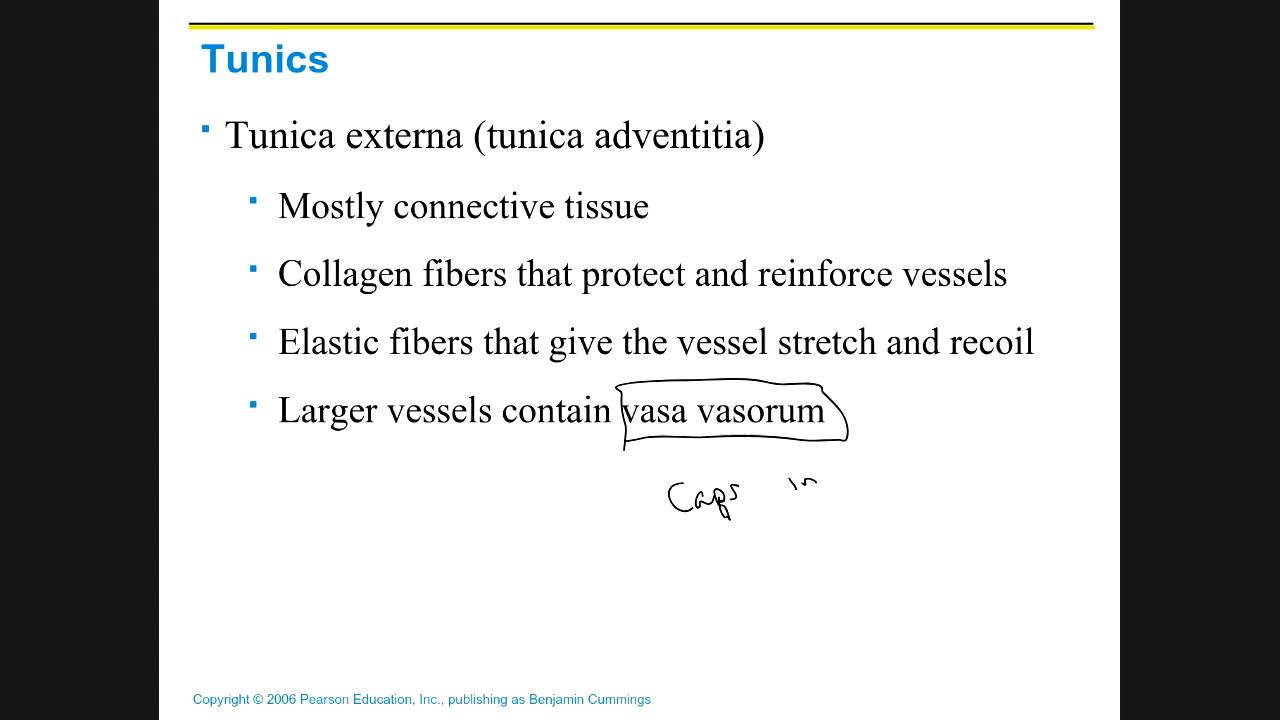 Tunics
Tunica externa (tunica adventitia)
Mostly connective tissue
Collagen fibers that protect and reinforce vessels
Elastic fibers that give the vessel stretch and recoil
Larger vessels contain vasa vasorum
Caps in
Copyright © 2006 Pearson Education, Inc., publishing as Benjamin Cummings